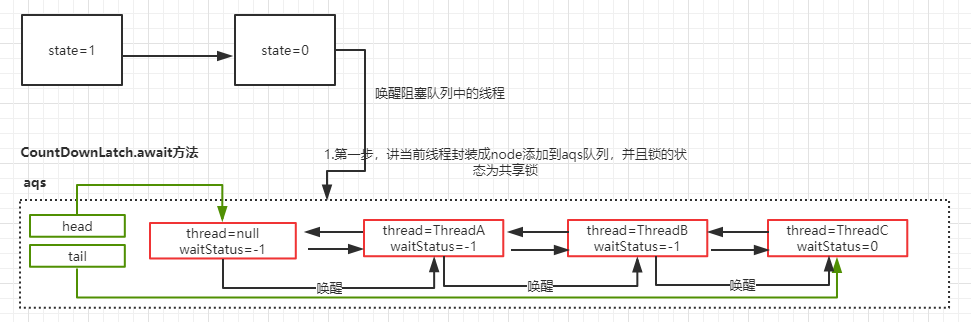 state=1
state=0
唤醒阻塞队列中的线程
CountDownLatch.await方法
1.第一步，讲当前线程封装成node添加到aqs队列，并且锁的状
态为共享锁
aqs
head
tail
thread=null
waitStatus=-1
thread=ThreadA
waitStatus=-1
thread=ThreadB
waitStatus=-1
thread=ThreadC
waitStatus=0
唤醒
唤醒
唤醒